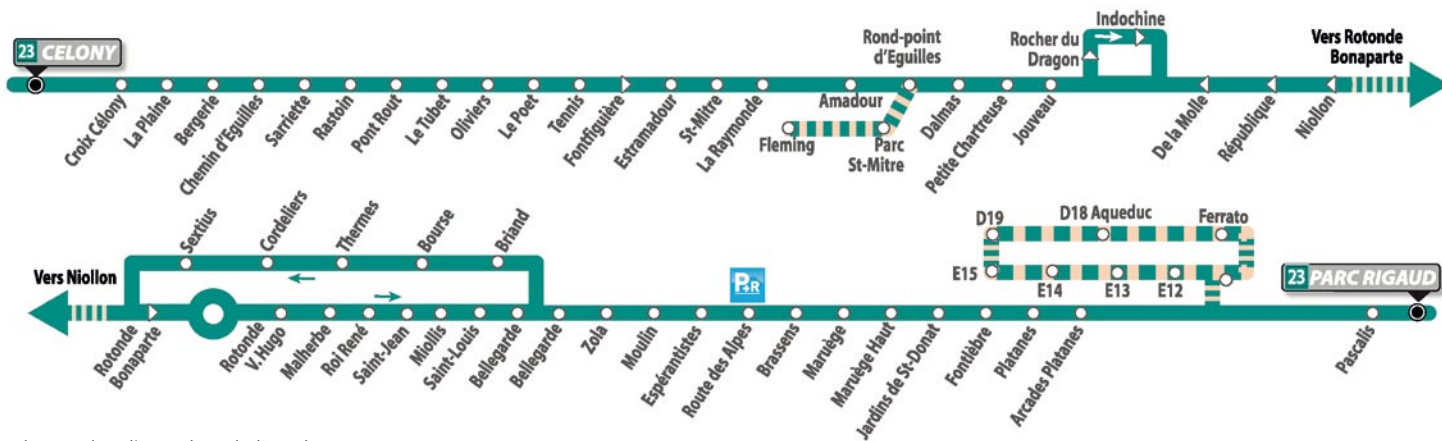 23 CELONY
Croix Célony
La Plaine
Bergerie
Chemin d'Eguilles
Sarriette
Rastoin
Pont Rout
Le Tubet
Oliviers
Le Poet
Tennis
Fontfiguière
Estramadour
St-Mitre
La Raymonde
Amadour
Rond-point
d'Eguilles
Fleming
Parc
St-Mitre
Dalmas
Petite Chartreuse
Jouveau
Rocher du
Dragon
Indochine
De la Molle
République
Niollon
Vers Rotonde
Bonaparte
Vers Niollon
Sextius
Cordeliers
Thermes
Bourse
Briand
Rotonde
Bonaparte
Rotonde
V. Hugo
Malherbe
Roi René
Saint-Jean
Miollis
Saint-Louis
Bellegarde
Bellegarde
Zola
Moulin
Espérantistes
P+R
Route des Alpes
Brassens
Maruège
Maruège Haut
Jardins de St-Donat
Fontièbre
Platanes
Arcades Platanes
D19
D18 Aqueduc
Ferrato
E15
E14
E13
E12
23 PARC RIGAUD
Pascalis